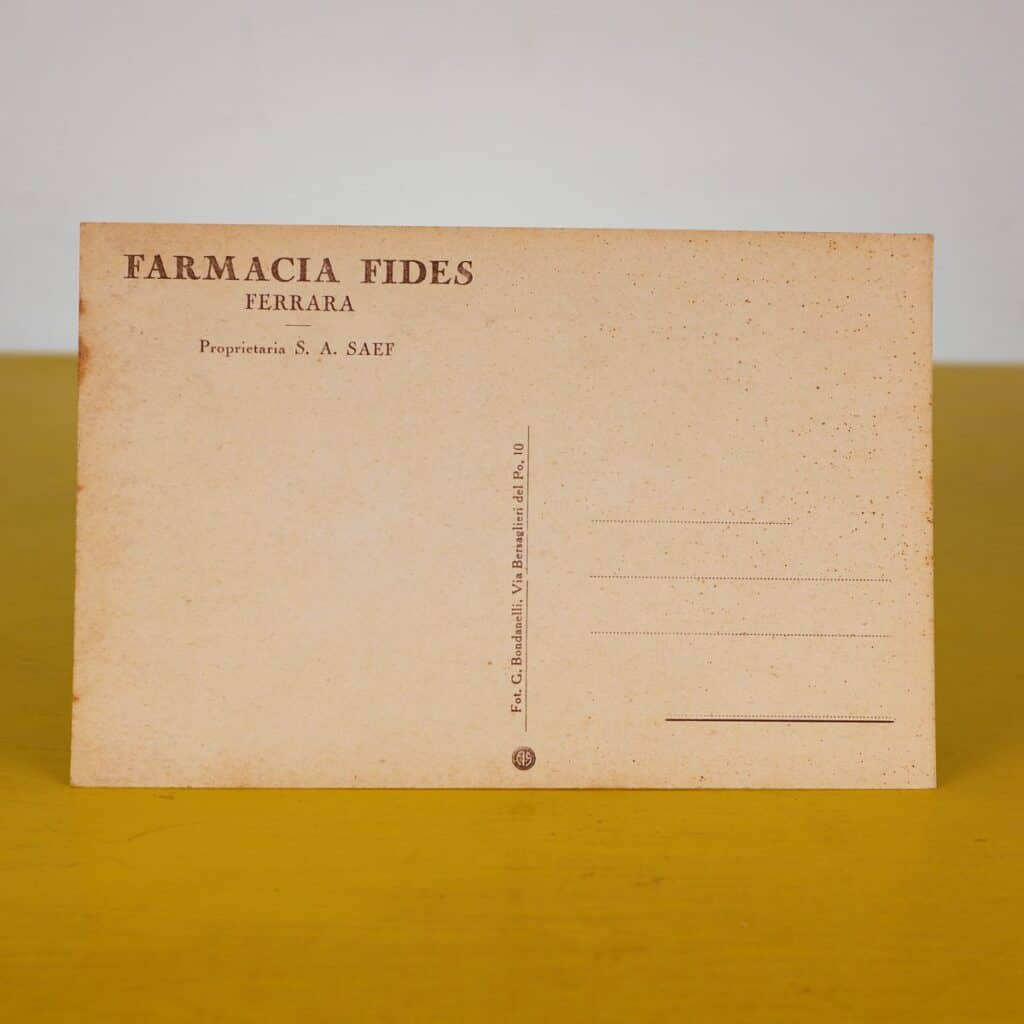 FARMACIA FIDES
FERRARA
Proprietaria S. A. SAEF
Fot. G. Bondanelli, Via Bersaglieri del Po, 10